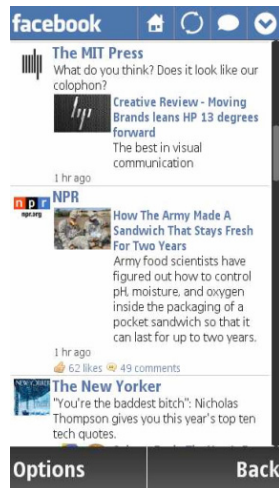 facebook
The MIT Press
What do you think? Does it look like our
colophon?
Creative Review - Moving
Brands leans HP 13 degrees
forward
The best in visual
communication
1 hr ago
NPR
n p r
npr.org
How The Army Made A
Sandwich That Stays Fresh
For Two Years
Army food scientists have
figured out how to control
pH, moisture, and oxygen
inside the packaging of a
pocket sandwich so that it
can last for up to two years.
1 hr ago
62 likes 49 comments
The New Yorker
"You're the baddest bitch": Nicholas
Thompson gives you this year's top ten
tech quotes.
Options Back